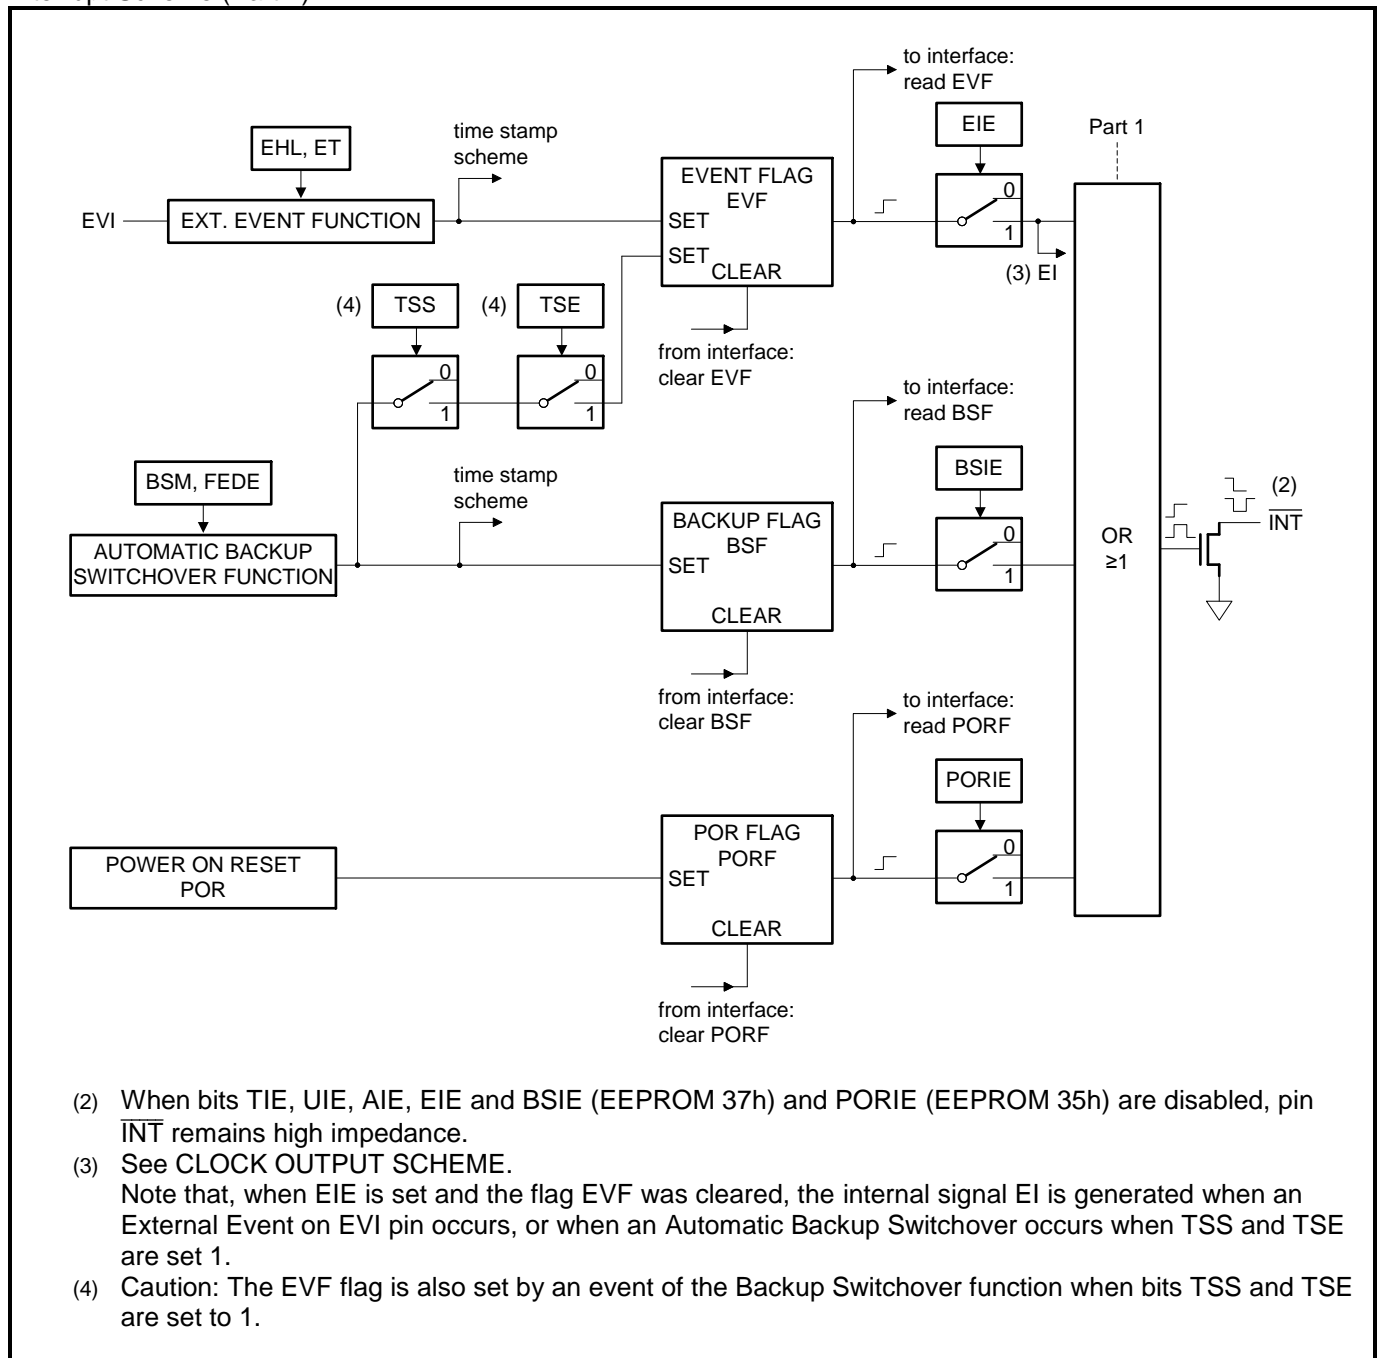 to interface:
read EVF
EIE
Part 1
EHL, ET
time stamp
scheme
EVENT FLAG
EVF
EVI
EXT. EVENT FUNCTION
SET
0
1
SET
CLEAR
(3) EI
(4)
TSS
(4)
TSE
from interface:
clear EVF
0
1
0
1
to interface:
read BSF
BSM, FEDE
time stamp
scheme
BSIE
AUTOMATIC BACKUP
SWITCHOVER FUNCTION
BACKUP FLAG
BSF
SET
0
1
CLEAR
OR
≥1
(2)
INT
from interface:
clear BSF
to interface:
read PORF
PORIE
POWER ON RESET
POR
POR FLAG
PORF
SET
0
1
CLEAR
from interface:
clear PORF
(2) When bits TIE, UIE, AIE, EIE and BSIE (EEPROM 37h) and PORIE (EEPROM 35h) are disabled, pin
INT remains high impedance.
(3) See CLOCK OUTPUT SCHEME.
Note that, when EIE is set and the flag EVF was cleared, the internal signal EI is generated when an
External Event on EVI pin occurs, or when an Automatic Backup Switchover occurs when TSS and TSE
are set 1.
(4) Caution: The EVF flag is also set by an event of the Backup Switchover function when bits TSS and TSE
are set to 1.